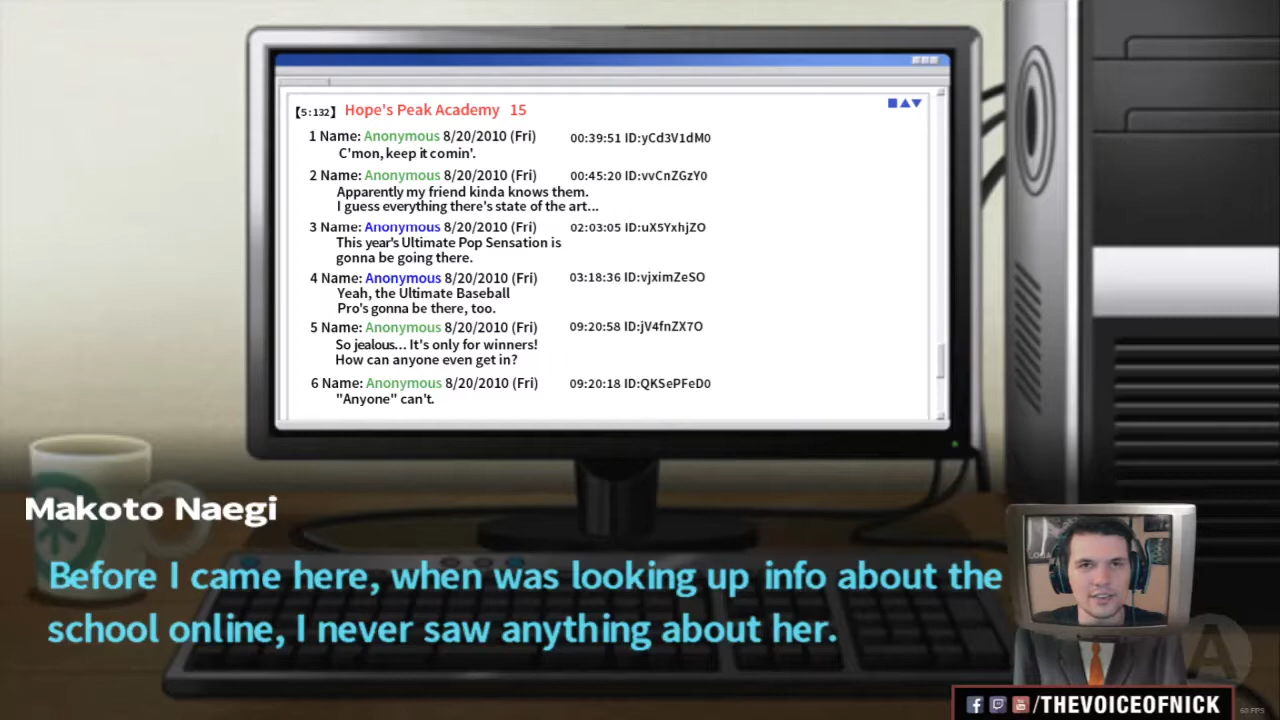 【5:132】 Hope's Peak Academy 15
1 Name: Anonymous 8/20/2010 (Fri) 00:39:51 ID:yCd3V1dM0
C'mon, keep it comin'.
2 Name: Anonymous 8/20/2010 (Fri) 00:45:20 ID:vvCnZGzY0
Apparently my friend kinda knows them.
I guess everything there's state of the art...
3 Name: Anonymous 8/20/2010 (Fri) 02:03:05 ID:uX5YxhjZO
This year's Ultimate Pop Sensation is
gonna be going there.
4 Name: Anonymous 8/20/2010 (Fri) 03:18:36 ID:vjximZeSO
Yeah, the Ultimate Baseball
Pro's gonna be there, too.
5 Name: Anonymous 8/20/2010 (Fri) 09:20:58 ID:jV4fnZX7O
So jealous... It's only for winners!
How can anyone even get in?
6 Name: Anonymous 8/20/2010 (Fri) 09:20:18 ID:QKSePFeD0
"Anyone" can't.
Makoto Naegi
Before I came here, when was looking up info about the
school online, I never saw anything about her.
A
/THEVOICEOFNICK
60 FPS